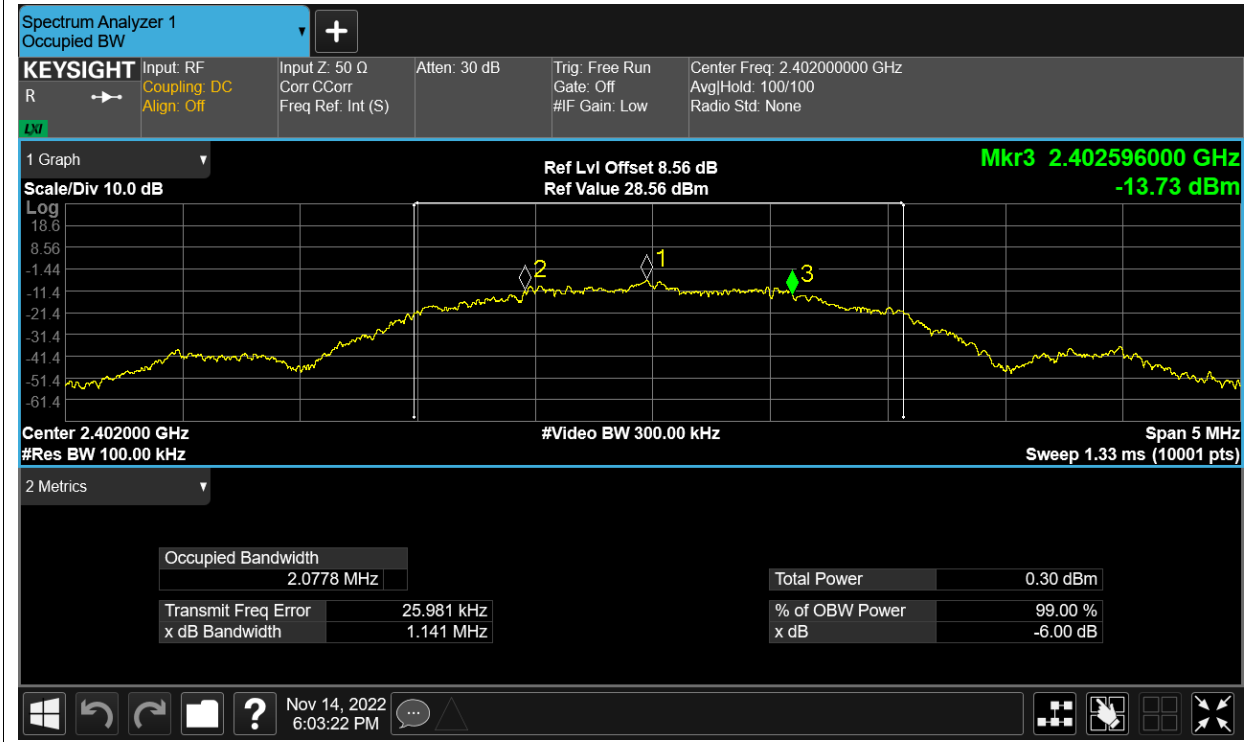 Spectrum Analyzer 1
Occupied BW
KEYSIGHT
R
LXI
Input: RF
Coupling: DC
Align: Off
Input Z: 50 Ω
Corr CCorr
Freq Ref: Int (S)
Atten: 30 dB
Trig: Free Run
Gate: Off
#IF Gain: Low
Center Freq: 2.402000000 GHz
Avg|Hold: 100/100
Radio Std: None
1 Graph
Scale/Div 10.0 dB
Ref Lvl Offset 8.56 dB
Ref Value 28.56 dBm
Mkr3 2.402596000 GHz
-13.73 dBm
Log
18.6
8.56
-1.44
-11.4
-21.4
-31.4
-41.4
-51.4
-61.4
2
1
3
Center 2.402000 GHz
#Res BW 100.00 kHz
#Video BW 300.00 kHz
Span 5 MHz
Sweep 1.33 ms (10001 pts)
2 Metrics
Occupied Bandwidth
2.0778 MHz
Transmit Freq Error 25.981 kHz
x dB Bandwidth 1.141 MHz
Total Power 0.30 dBm
% of OBW Power 99.00 %
x dB -6.00 dB
Nov 14, 2022
6:03:22 PM